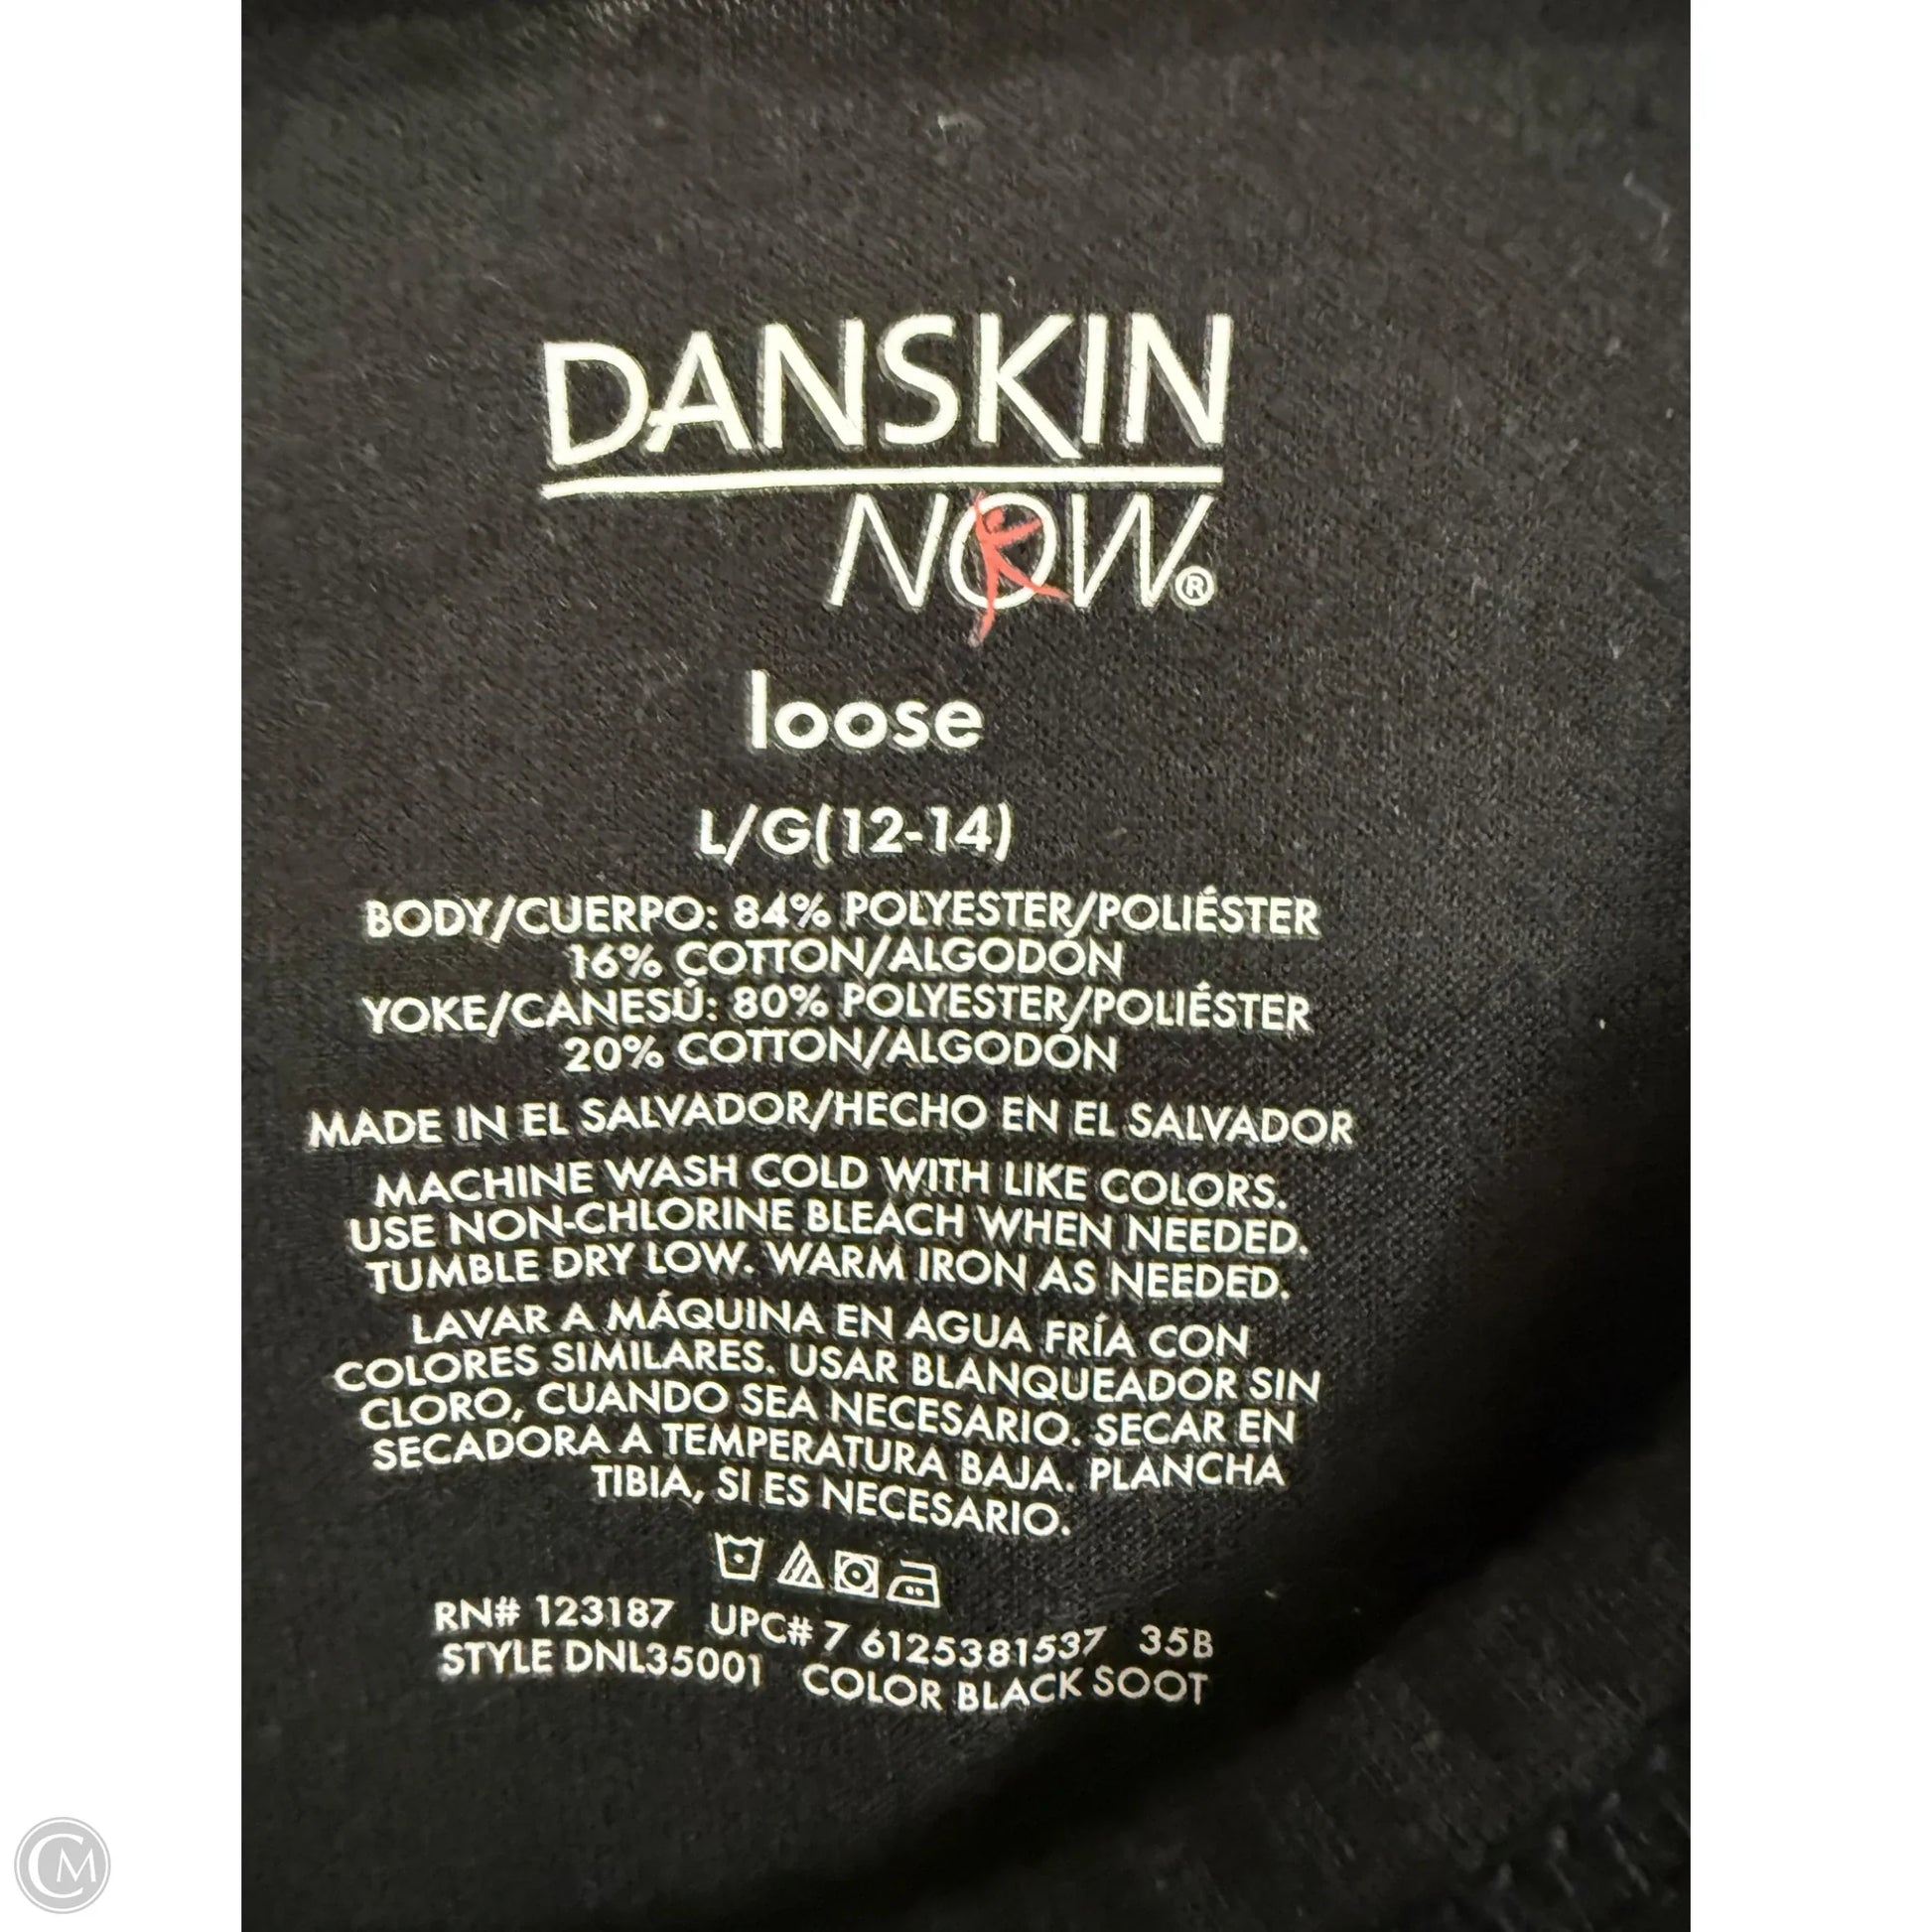 DANSKIN
NOW®
loose
L/G(12-14)
BODY/CUERPO: 84% POLYESTER/POLIÉSTER
16% COTTON/ALGODÓN
YOKE/CANESÚ: 80% POLYESTER/POLIÉSTER
20% COTTON/ALGODÓN
MADE IN EL SALVADOR/HECHO EN EL SALVADOR
MACHINE WASH COLD WITH LIKE COLORS.
USE NON-CHLORINE BLEACH WHEN NEEDED.
TUMBLE DRY LOW. WARM IRON AS NEEDED.
LAVAR A MÁQUINA EN AGUA FRÍA CON
COLORES SIMILARES. USAR BLANQUEADOR SIN
CLORO, CUANDO SEA NECESARIO. SECAR EN
SECADORA A TEMPERATURA BAJA. PLANCHA
TIBIA, SI ES NECESARIO.
RN# 123187 UPC# 7 6125381537 35B
STYLE DNL35001 COLOR BLACK SOOT
CM